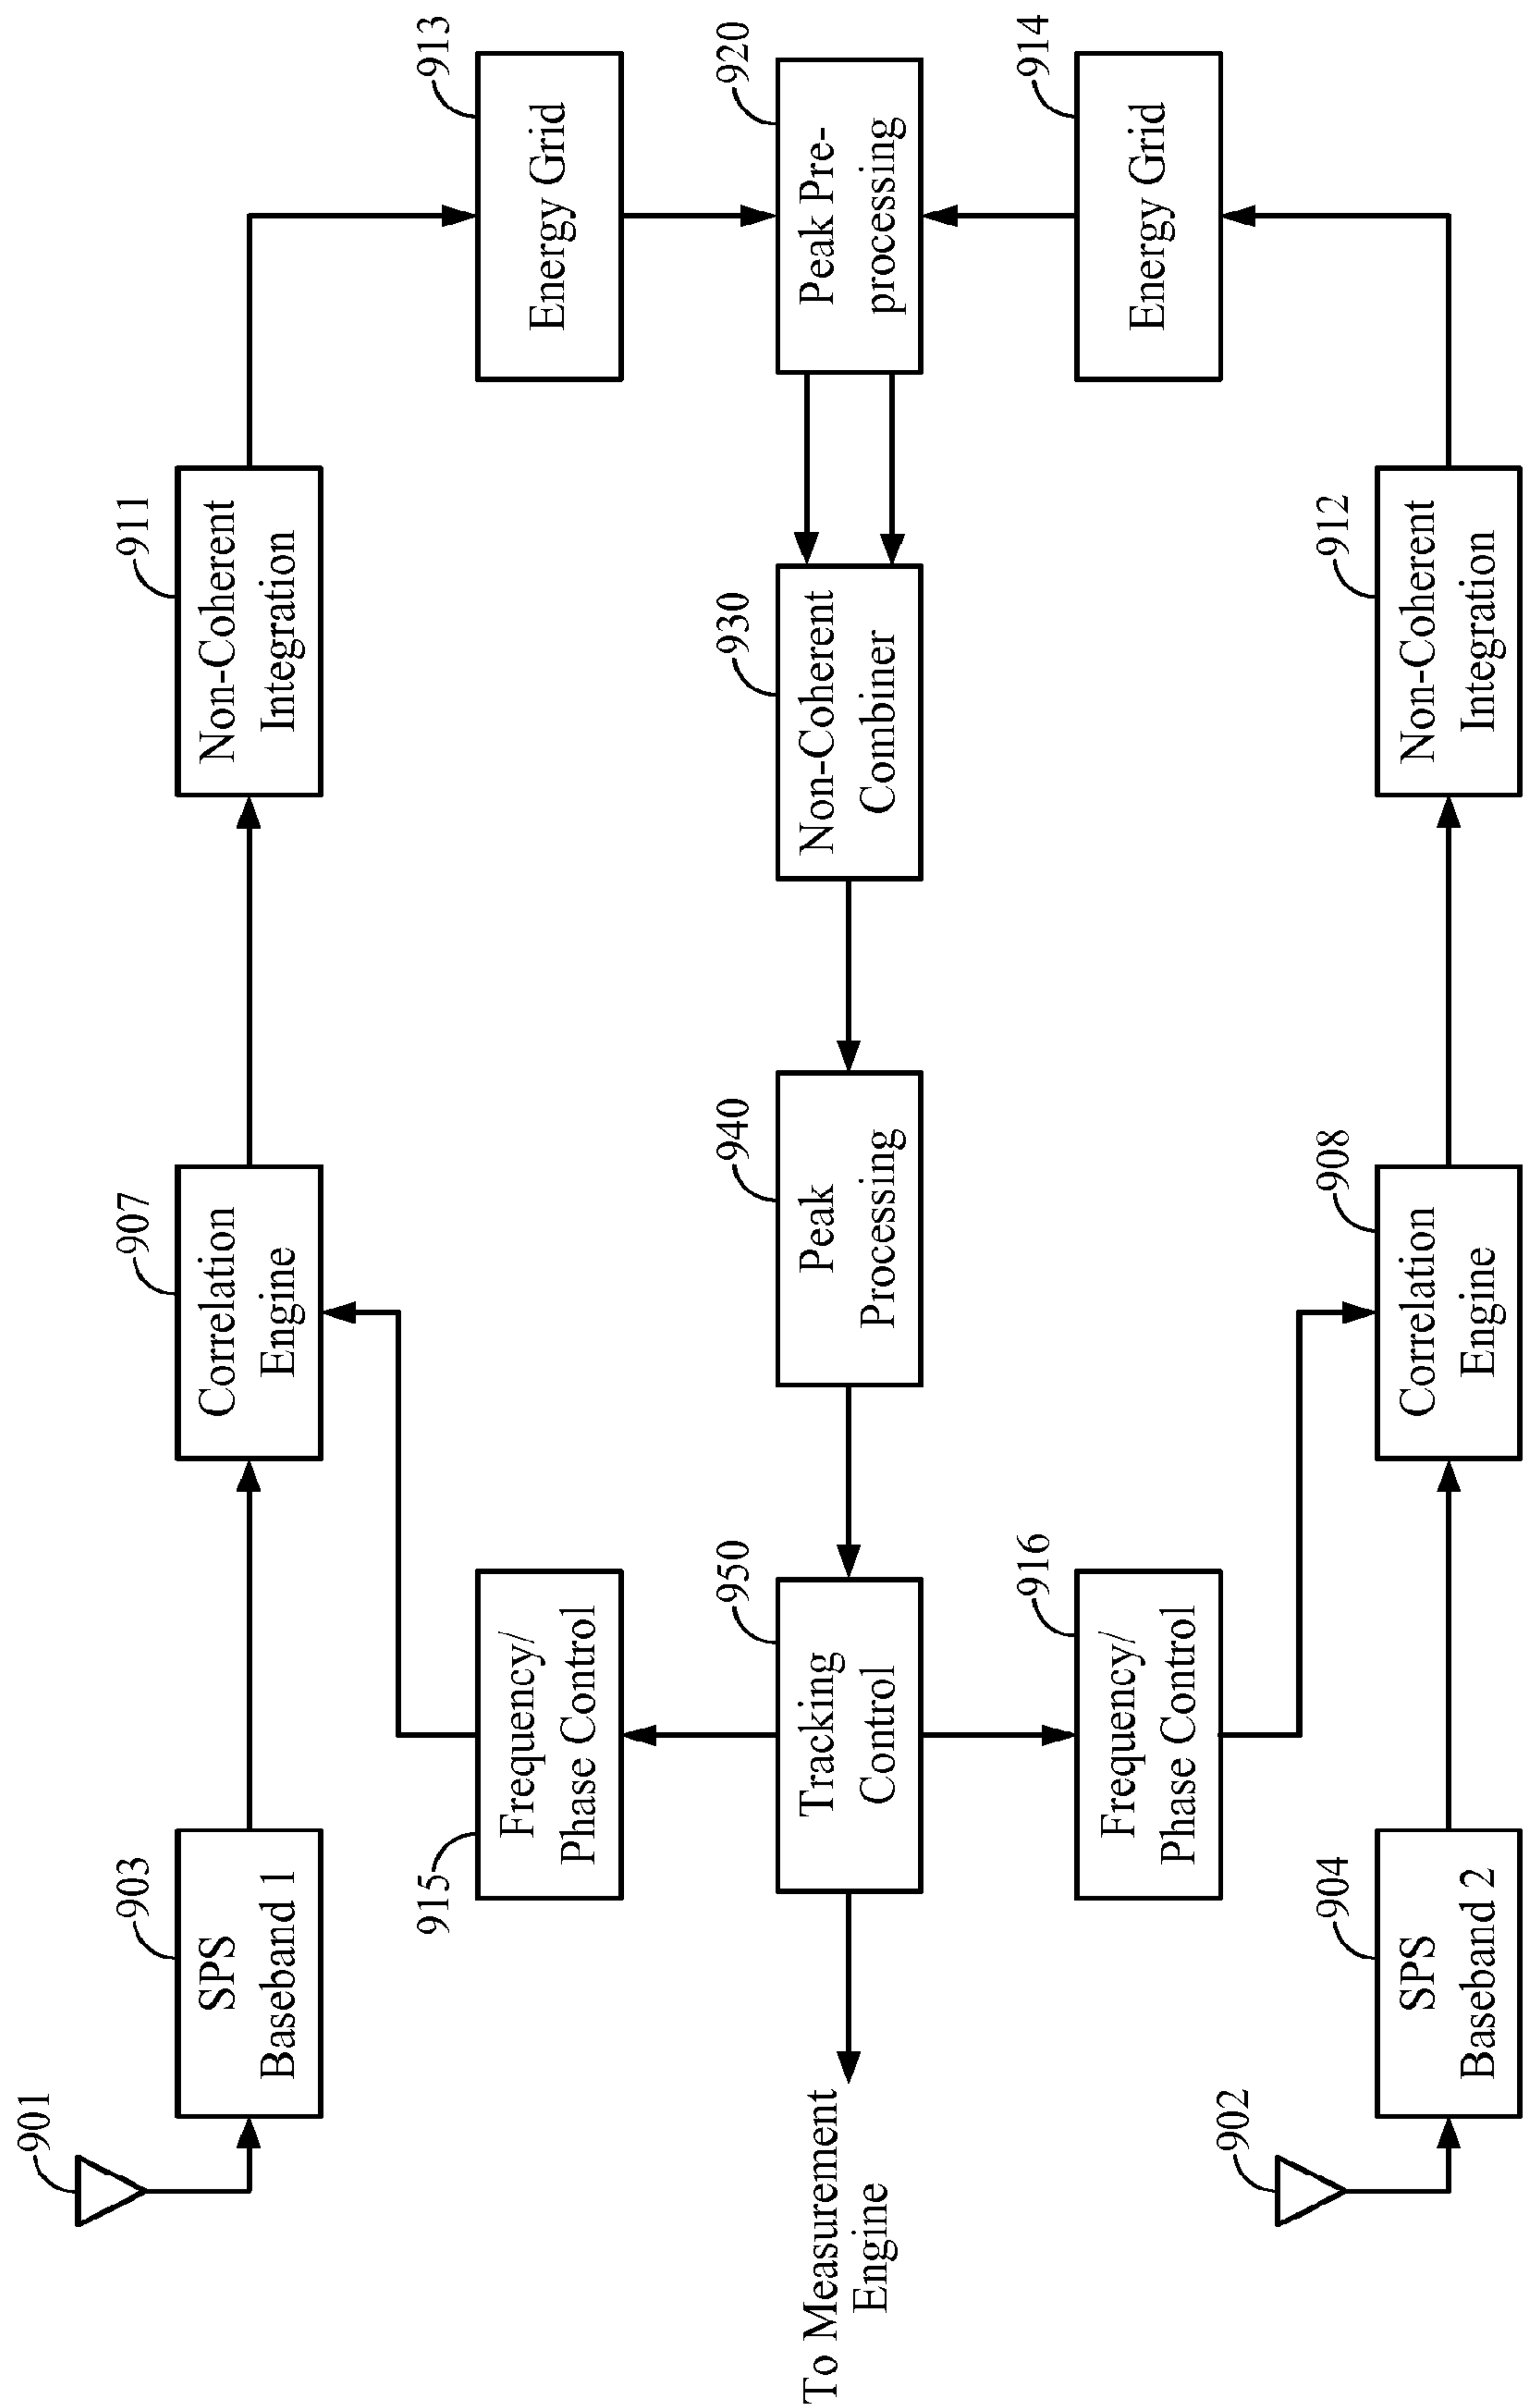 901
903
SPS
Baseband 1
907
Correlation
Engine
911
Non-Coherent
Integration
915
Frequency/
Phase Control
913
Energy Grid
To Measurement
Engine
950
Tracking
Control
940
Peak
Processing
930
Non-Coherent
Combiner
920
Peak Pre-
processing
916
Frequency/
Phase Control
914
Energy Grid
902
904
SPS
Baseband 2
908
Correlation
Engine
912
Non-Coherent
Integration